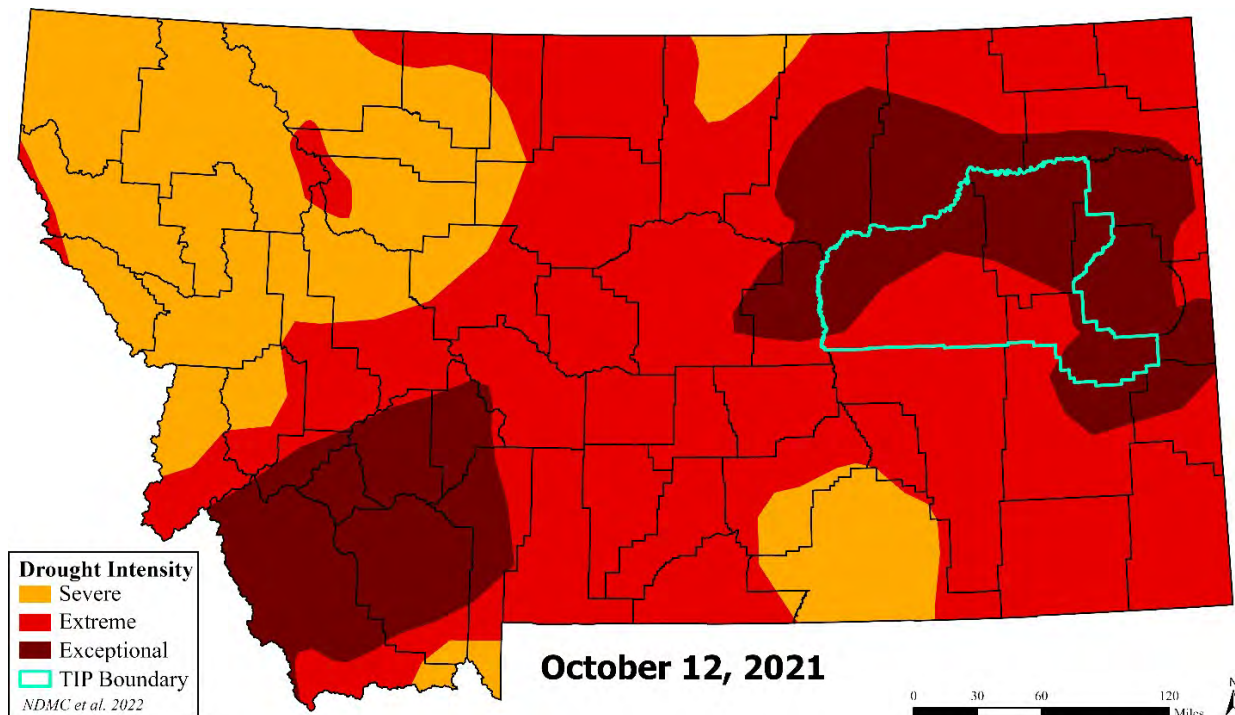 Drought Intensity
Severe
Extreme
Exceptional
TIP Boundary
NDMC et al. 2022
October 12, 2021
0 30 60 120
Miles
N